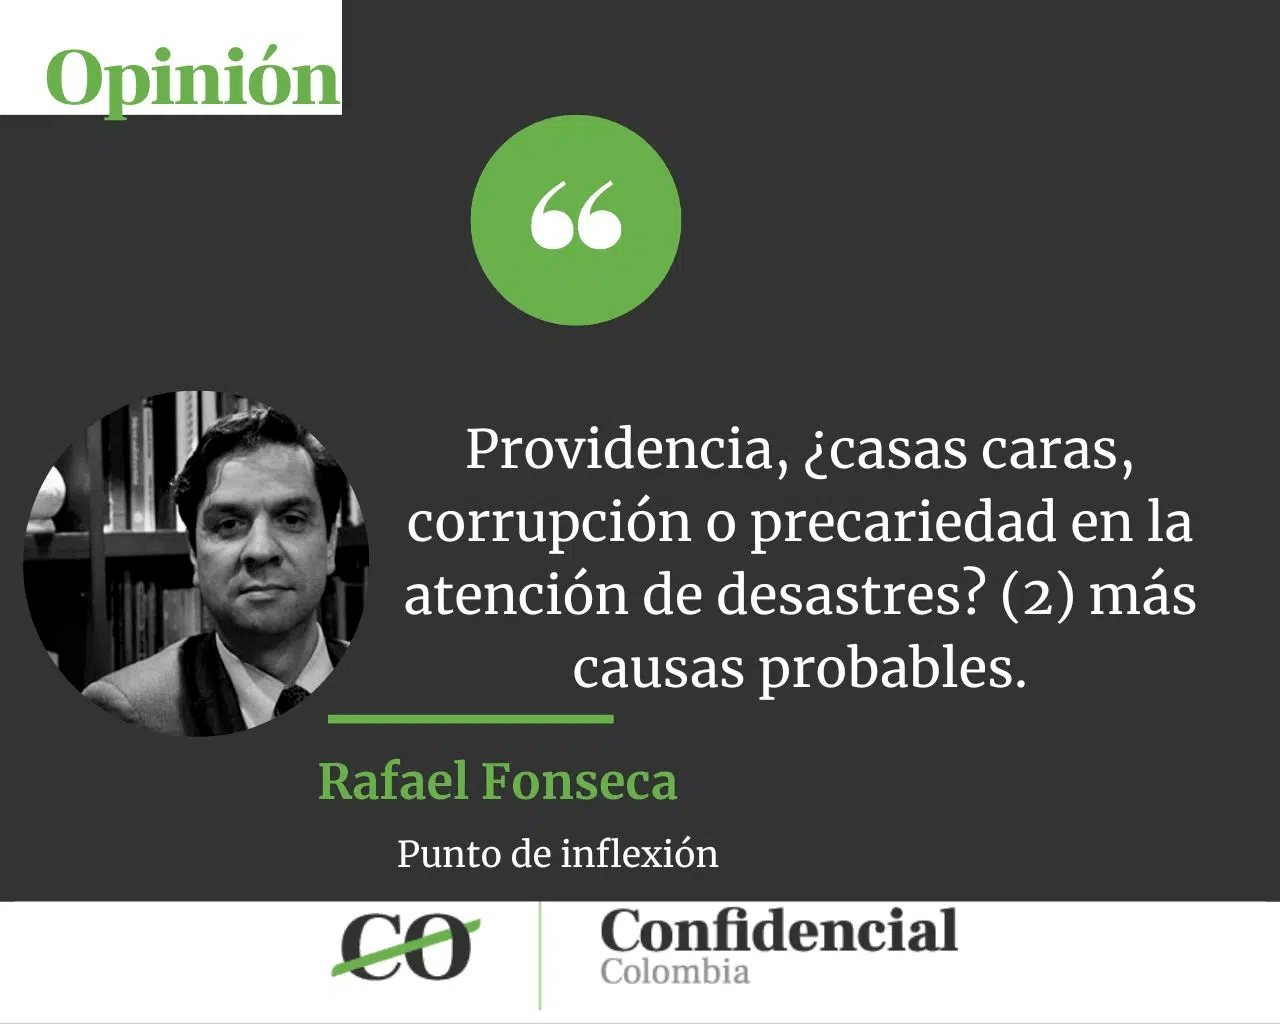 Opinión
“
Providencia, ¿casas caras,
corrupción o precariedad en la
atención de desastres? (2) más
causas probables.
Rafael Fonseca
Punto de inflexión
CO
Confidencial
Colombia